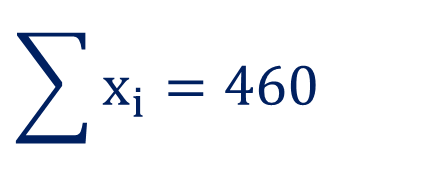 ∑ xᵢ = 460